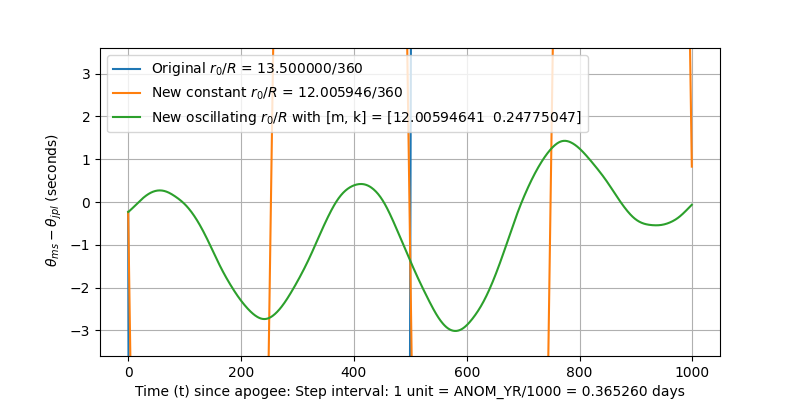 Original r₀/R = 13.500000/360
New constant r₀/R = 12.005946/360
New oscillating r₀/R with [m, k] = [12.00594641 0.24775047]
3
2
1
0
−1
−2
−3
θₘₛ − θⱼₚₗ (seconds)
0 200 400 600 800 1000
Time (t) since apogee: Step interval: 1 unit = ANOM_YR/1000 = 0.365260 days